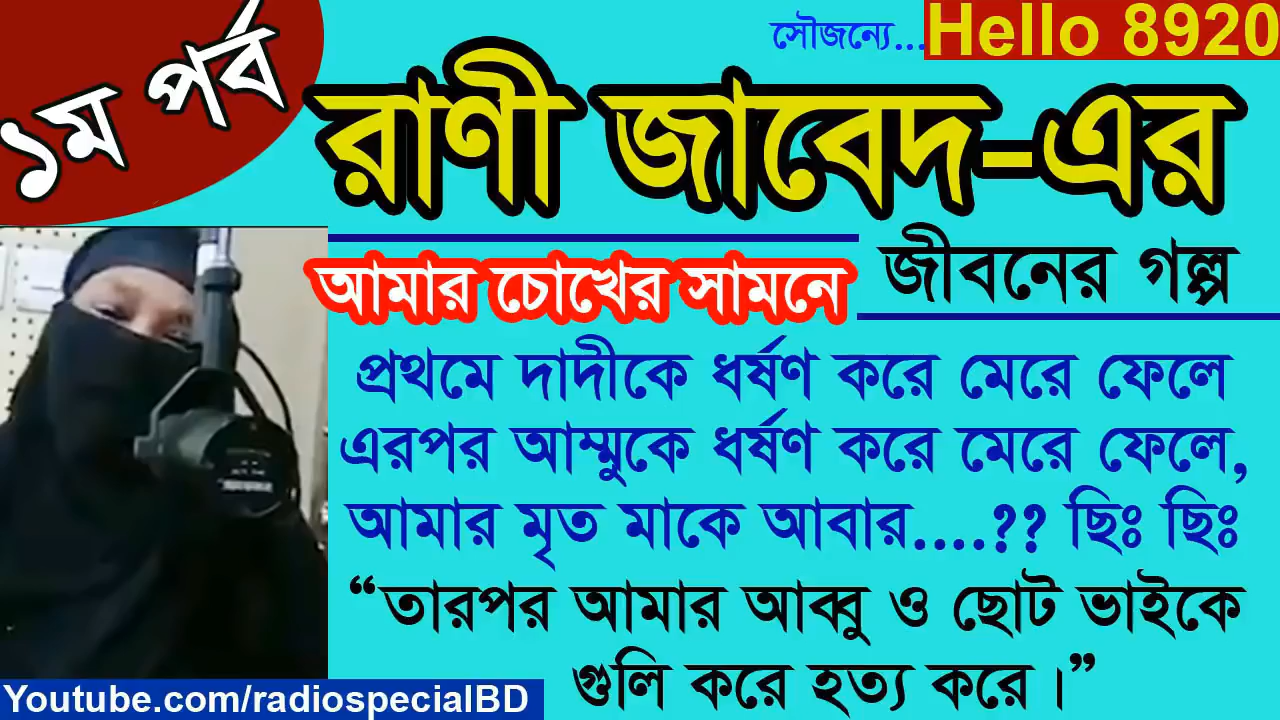 ১ম পর্ব
সৌজন্যে...Hello 8920
রাণী জাবেদ-এর
জীবনের গল্প
আমার চোখের সামনে
প্রথমে দাদীকে ধর্ষণ করে মেরে ফেলে
এরপর আম্মুকে ধর্ষণ করে মেরে ফেলে,
আমার মৃত মাকে আবার....?? ছিঃ ছিঃ
“তারপর আমার আব্বু ও ছোট ভাইকে
গুলি করে হত্য করে।”
Youtube.com/radiospecialBD